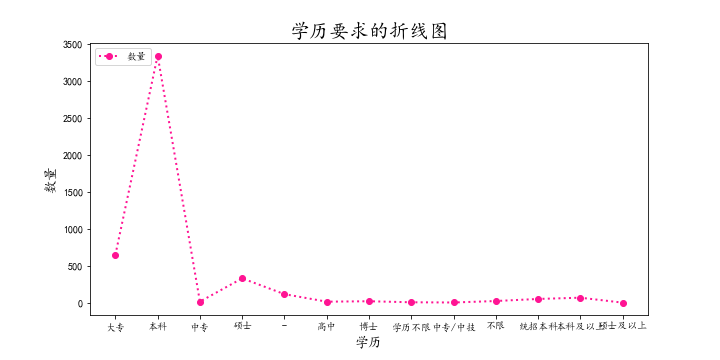 学历要求的折线图
数量
3500
3000
2500
2000
1500
1000
500
0
数量
大专 本科 中专 硕士 - 高中 博士 学历不限 中专/中技 不限 统招本科 本科及以上 硕士及以上
学历